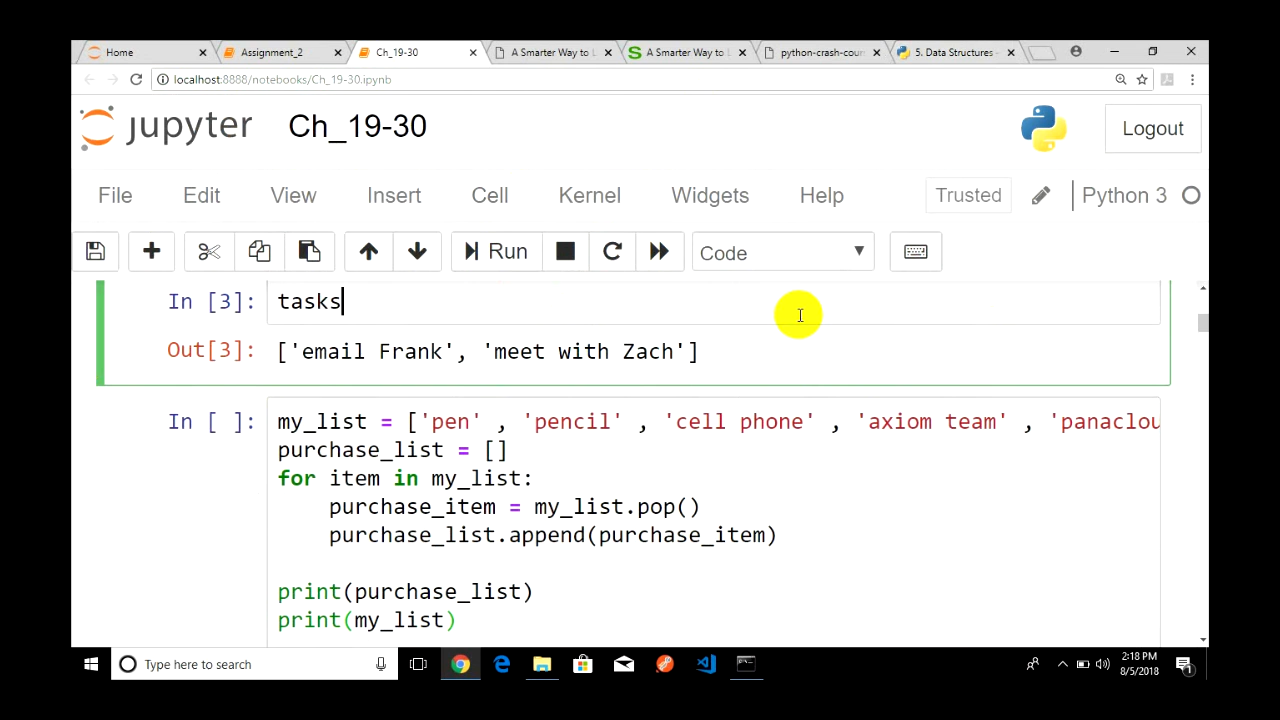 Home
Assignment_2
Ch_19-30
A Smarter Way to L
A Smarter Way to L
python-crash-cour
5. Data Structures
localhost:8888/notebooks/Ch_19-30.ipynb
jupyter Ch_19-30
Logout
File Edit View Insert Cell Kernel Widgets Help Trusted Python 3
Run Code
In [3]: tasks
Out[3]: ['email Frank', 'meet with Zach']
In [ ]: my_list = ['pen' , 'pencil' , 'cell phone' , 'axiom team' , 'panaclou
purchase_list = []
for item in my_list:
    purchase_item = my_list.pop()
    purchase_list.append(purchase_item)
print(purchase_list)
print(my_list)
Type here to search
2:18 PM
8/5/2018
1